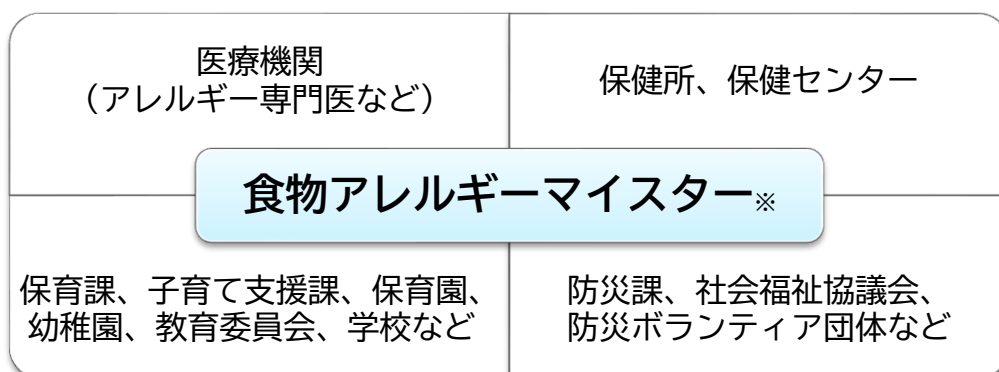 医療機関
（アレルギー専門医など）
保健所、保健センター
食物アレルギーマイスター※
保育課、子育て支援課、保育園、
幼稚園、教育委員会、学校など
防災課、社会福祉協議会、
防災ボランティア団体など